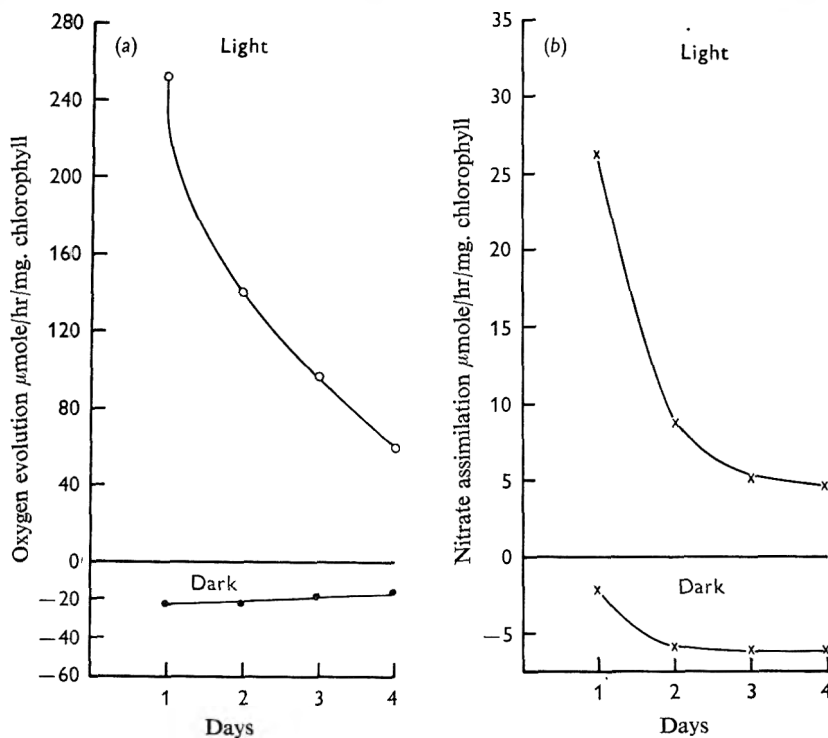 (a)
Light
Oxygen evolution μmole/hr/mg. chlorophyll
280
240
200
160
120
80
40
0
−20
−40
−60
Dark
1
2
3
4
Days
(b)
Light
Nitrate assimilation μmole/hr/mg. chlorophyll
35
30
25
20
15
10
5
0
−5
Dark
1
2
3
4
Days